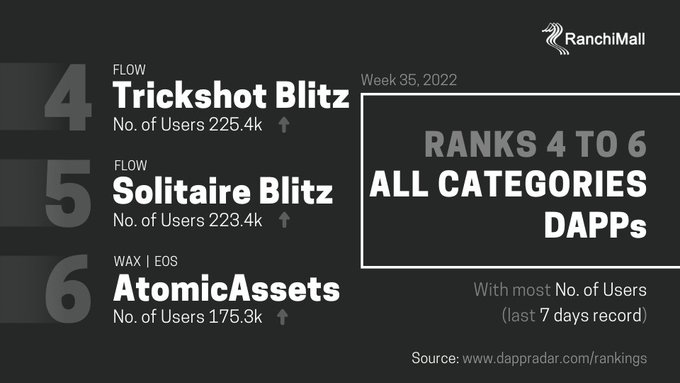 RanchiMall
4
FLOW
Trickshot Blitz
No. of Users 225.4k
5
FLOW
Solitaire Blitz
No. of Users 223.4k
6
WAX | EOS
AtomicAssets
No. of Users 175.3k
Week 35, 2022
RANKS 4 TO 6
ALL CATEGORIES
DAPPs
With most No. of Users
(last 7 days record)
Source: www.dappradar.com/rankings